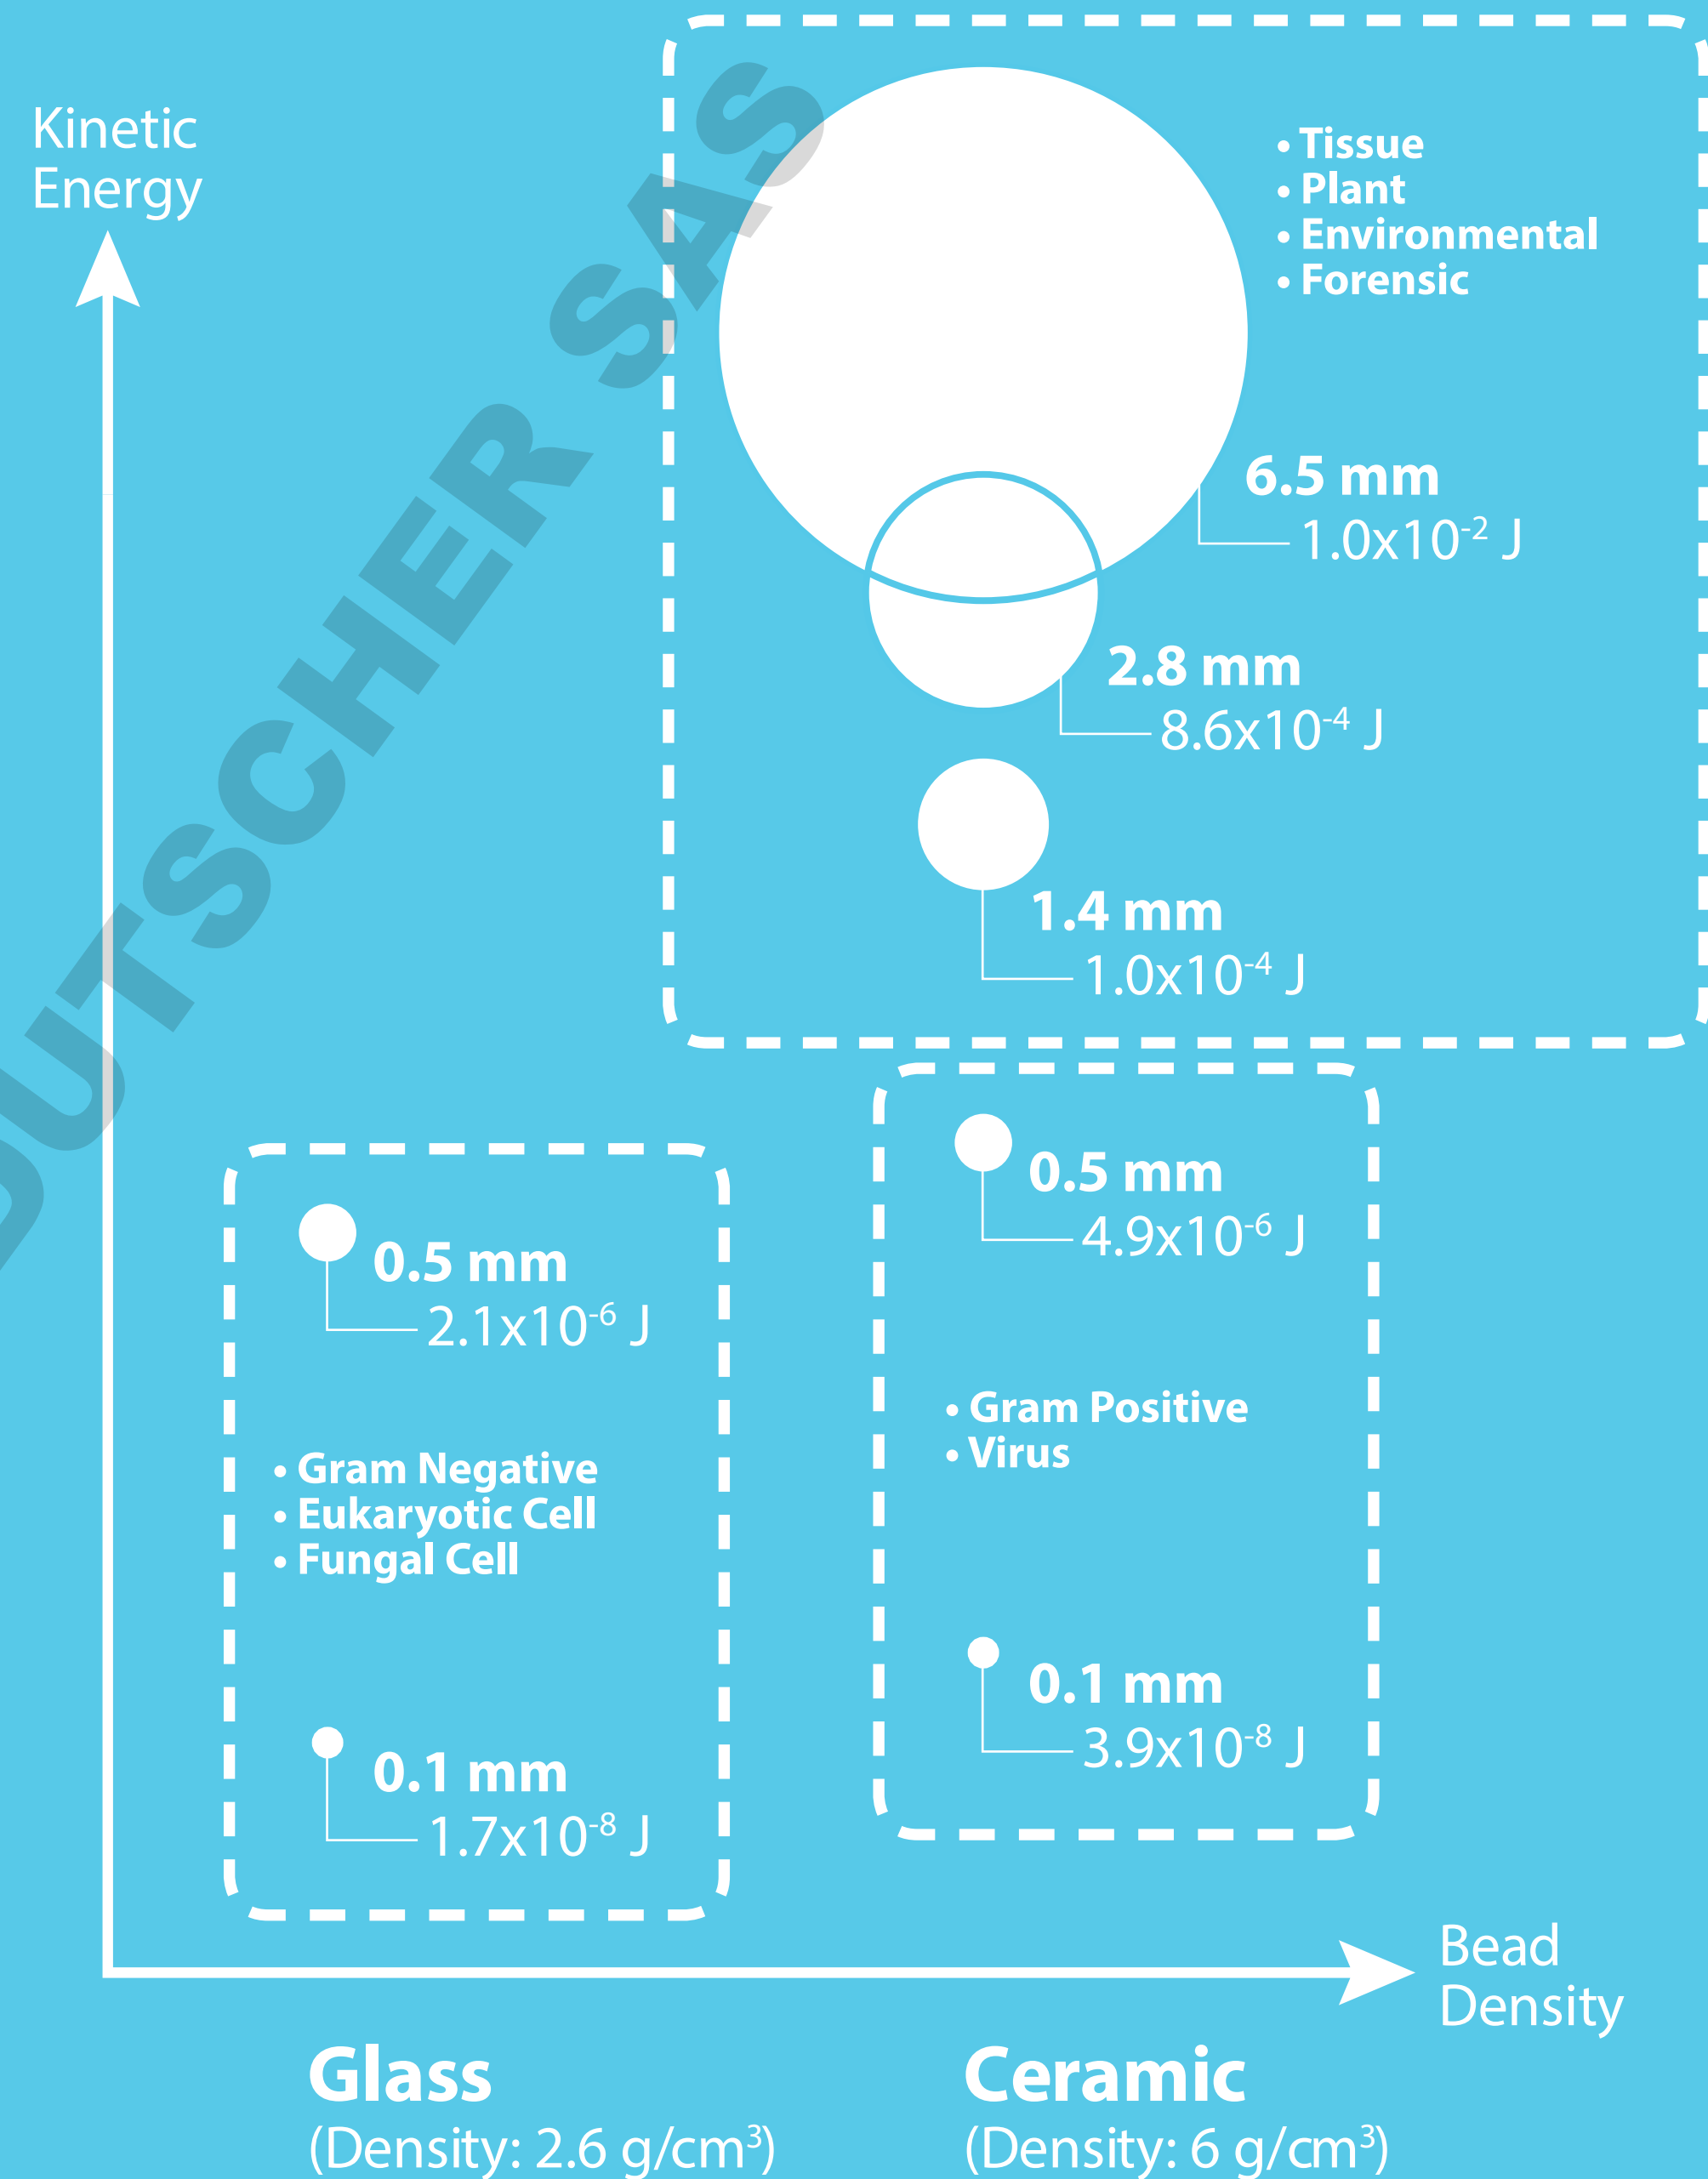 Kinetic
Energy
• Tissue
• Plant
• Environmental
• Forensic
6.5 mm
1.0x10⁻² J
2.8 mm
8.6x10⁻⁴ J
1.4 mm
1.0x10⁻⁴ J
0.5 mm
4.9x10⁻⁶ J
• Gram Positive
• Virus
0.1 mm
3.9x10⁻⁸ J
0.5 mm
2.1x10⁻⁶ J
• Gram Negative
• Eukaryotic Cell
• Fungal Cell
0.1 mm
1.7x10⁻⁸ J
Bead
Density
Glass
(Density: 2.6 g/cm³)
Ceramic
(Density: 6 g/cm³)
DUTSCHER SAS